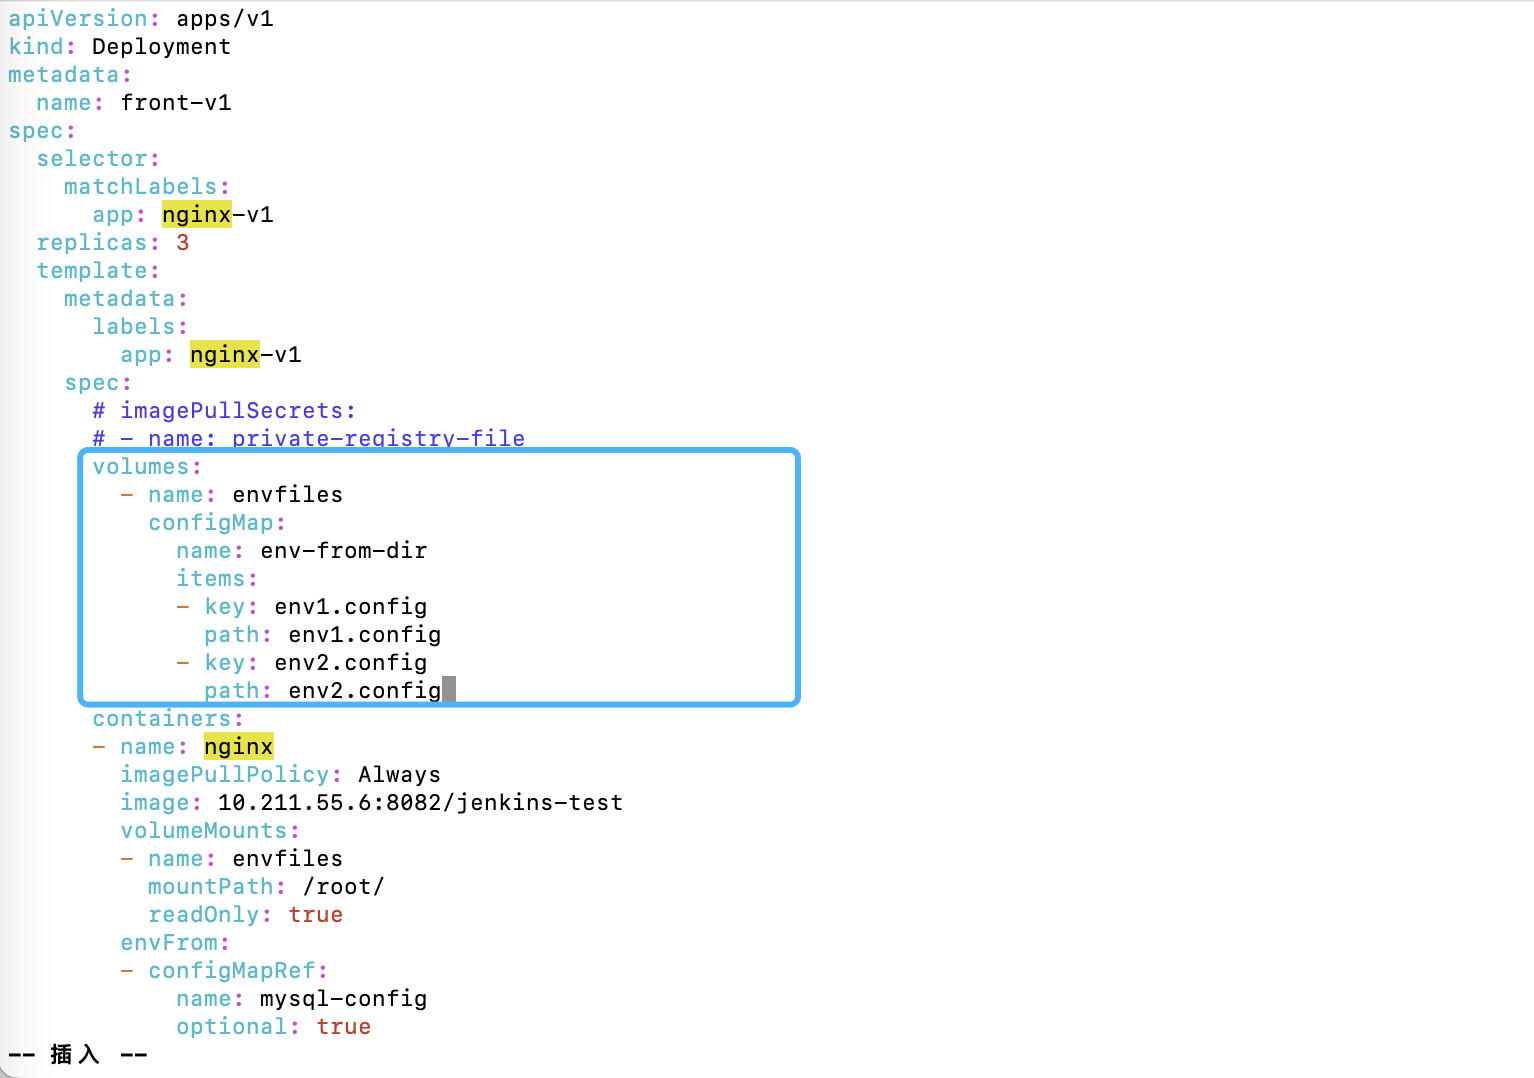 apiVersion: apps/v1
kind: Deployment
metadata:
  name: front-v1
spec:
  selector:
    matchLabels:
      app: nginx-v1
  replicas: 3
  template:
    metadata:
      labels:
        app: nginx-v1
    spec:
      # imagePullSecrets:
      # - name: private-registry-file
      volumes:
        - name: envfiles
          configMap:
            name: env-from-dir
            items:
            - key: env1.config
              path: env1.config
            - key: env2.config
              path: env2.config
      containers:
      - name: nginx
        imagePullPolicy: Always
        image: 10.211.55.6:8082/jenkins-test
        volumeMounts:
        - name: envfiles
          mountPath: /root/
          readOnly: true
        envFrom:
        - configMapRef:
            name: mysql-config
            optional: true
-- 插入 --